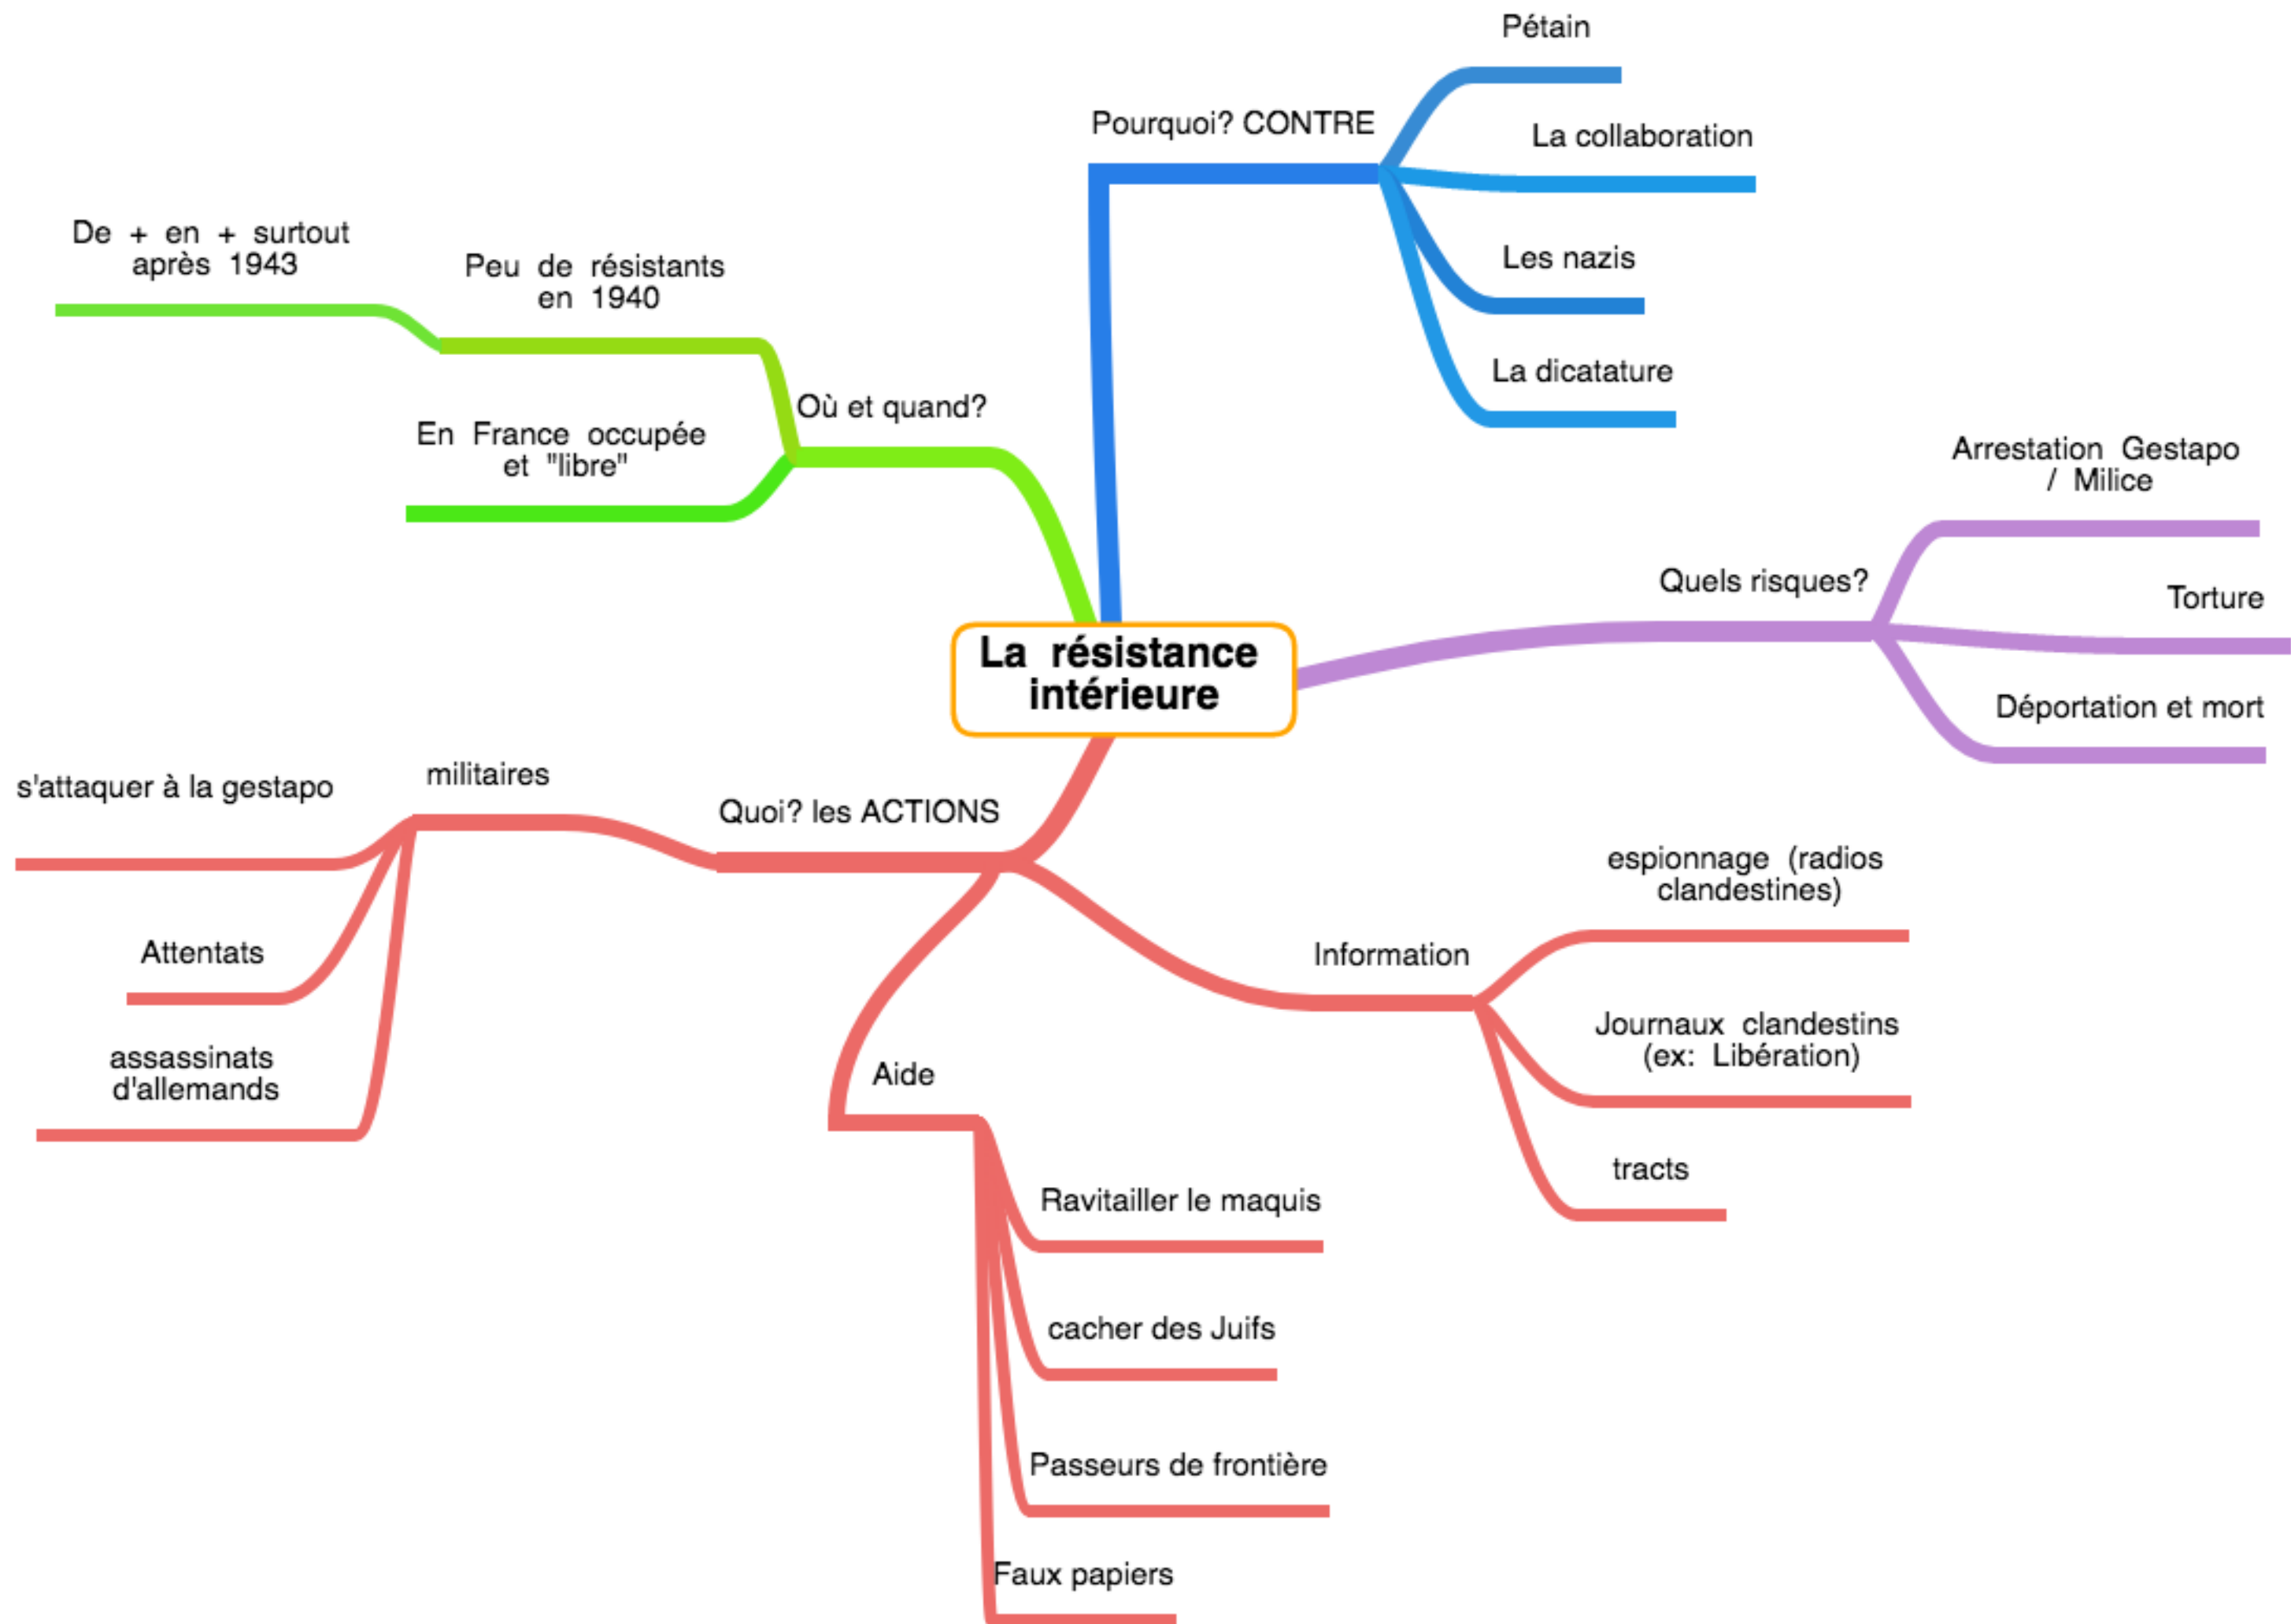 Pétain
Pourquoi? CONTRE
La collaboration
Les nazis
La dicatature
De + en + surtout
après 1943
Peu de résistants
en 1940
Où et quand?
En France occupée
et "libre"
Arrestation Gestapo
/ Milice
Quels risques?
Torture
Déportation et mort
La résistance
intérieure
s'attaquer à la gestapo
militaires
Quoi? les ACTIONS
Attentats
assassinats
d'allemands
espionnage (radios
clandestines)
Information
Journaux clandestins
(ex: Libération)
tracts
Aide
Ravitailler le maquis
cacher des Juifs
Passeurs de frontière
Faux papiers